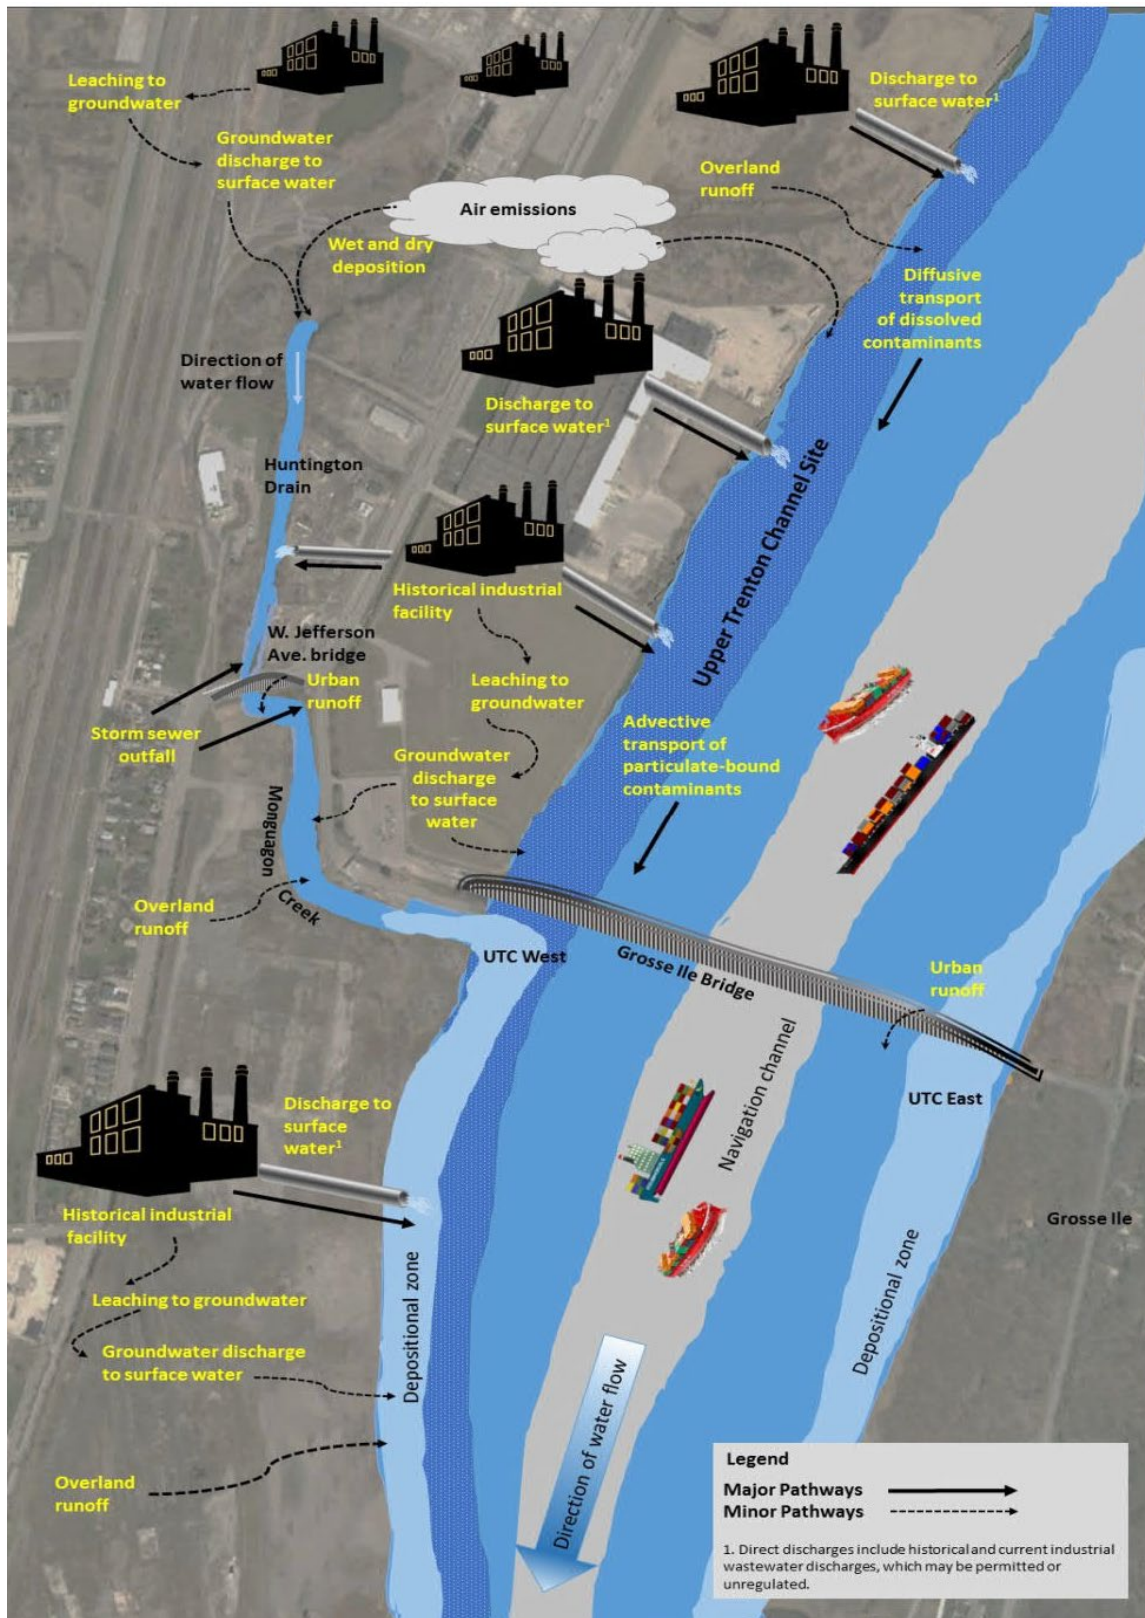 Leaching to
groundwater
Groundwater
discharge to
surface water
Discharge to
surface water¹
Overland
runoff
Air emissions
Wet and dry
deposition
Diffusive
transport
of dissolved
contaminants
Direction of
water flow
Discharge to
surface water¹
Huntington
Drain
Upper Trenton Channel Site
Historical industrial
facility
W. Jefferson
Ave. bridge
Urban
runoff
Leaching to
groundwater
Storm sewer
outfall
Advective
transport of
particulate-bound
contaminants
Groundwater
discharge
to surface
water
Monguagon
Creek
Overland
runoff
UTC West
Grosse Ile Bridge
Urban
runoff
Navigation channel
UTC East
Discharge to
surface
water¹
Historical industrial
facility
Grosse Ile
Depositional zone
Depositional zone
Leaching to groundwater
Groundwater discharge
to surface water
Direction of water flow
Overland
runoff
Legend
Major Pathways
Minor Pathways
1. Direct discharges include historical and current industrial
wastewater discharges, which may be permitted or
unregulated.